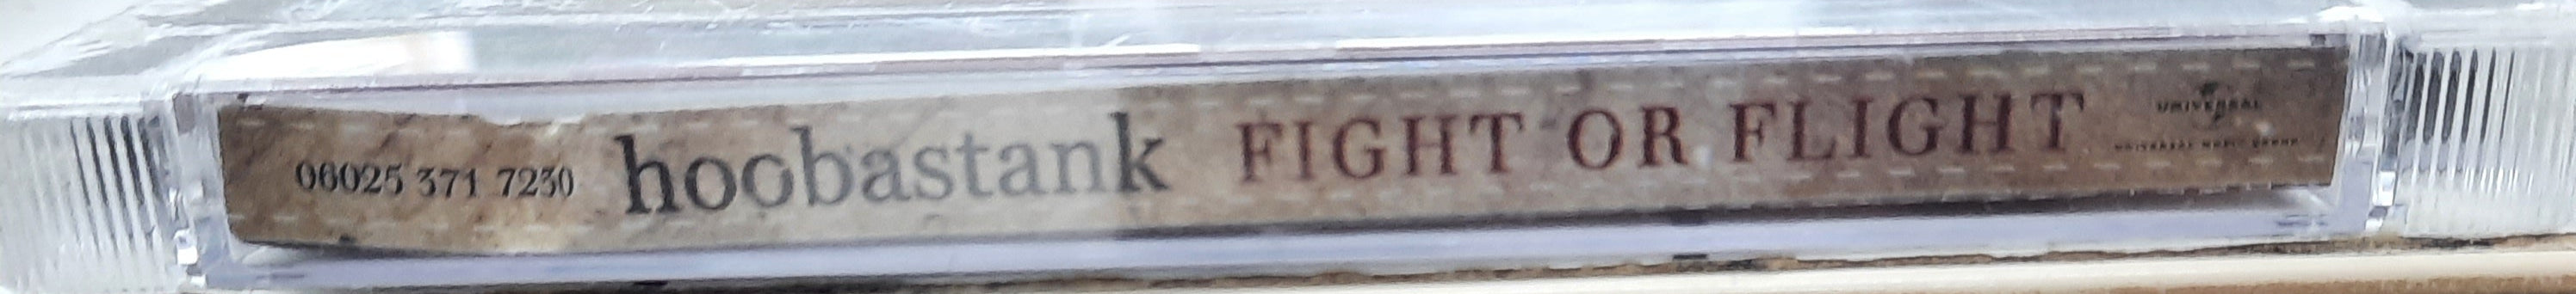 06025 371 7230 hoobastank FIGHT OR FLIGHT
UNIVERSAL
UNIVERSAL MUSIC GROUP